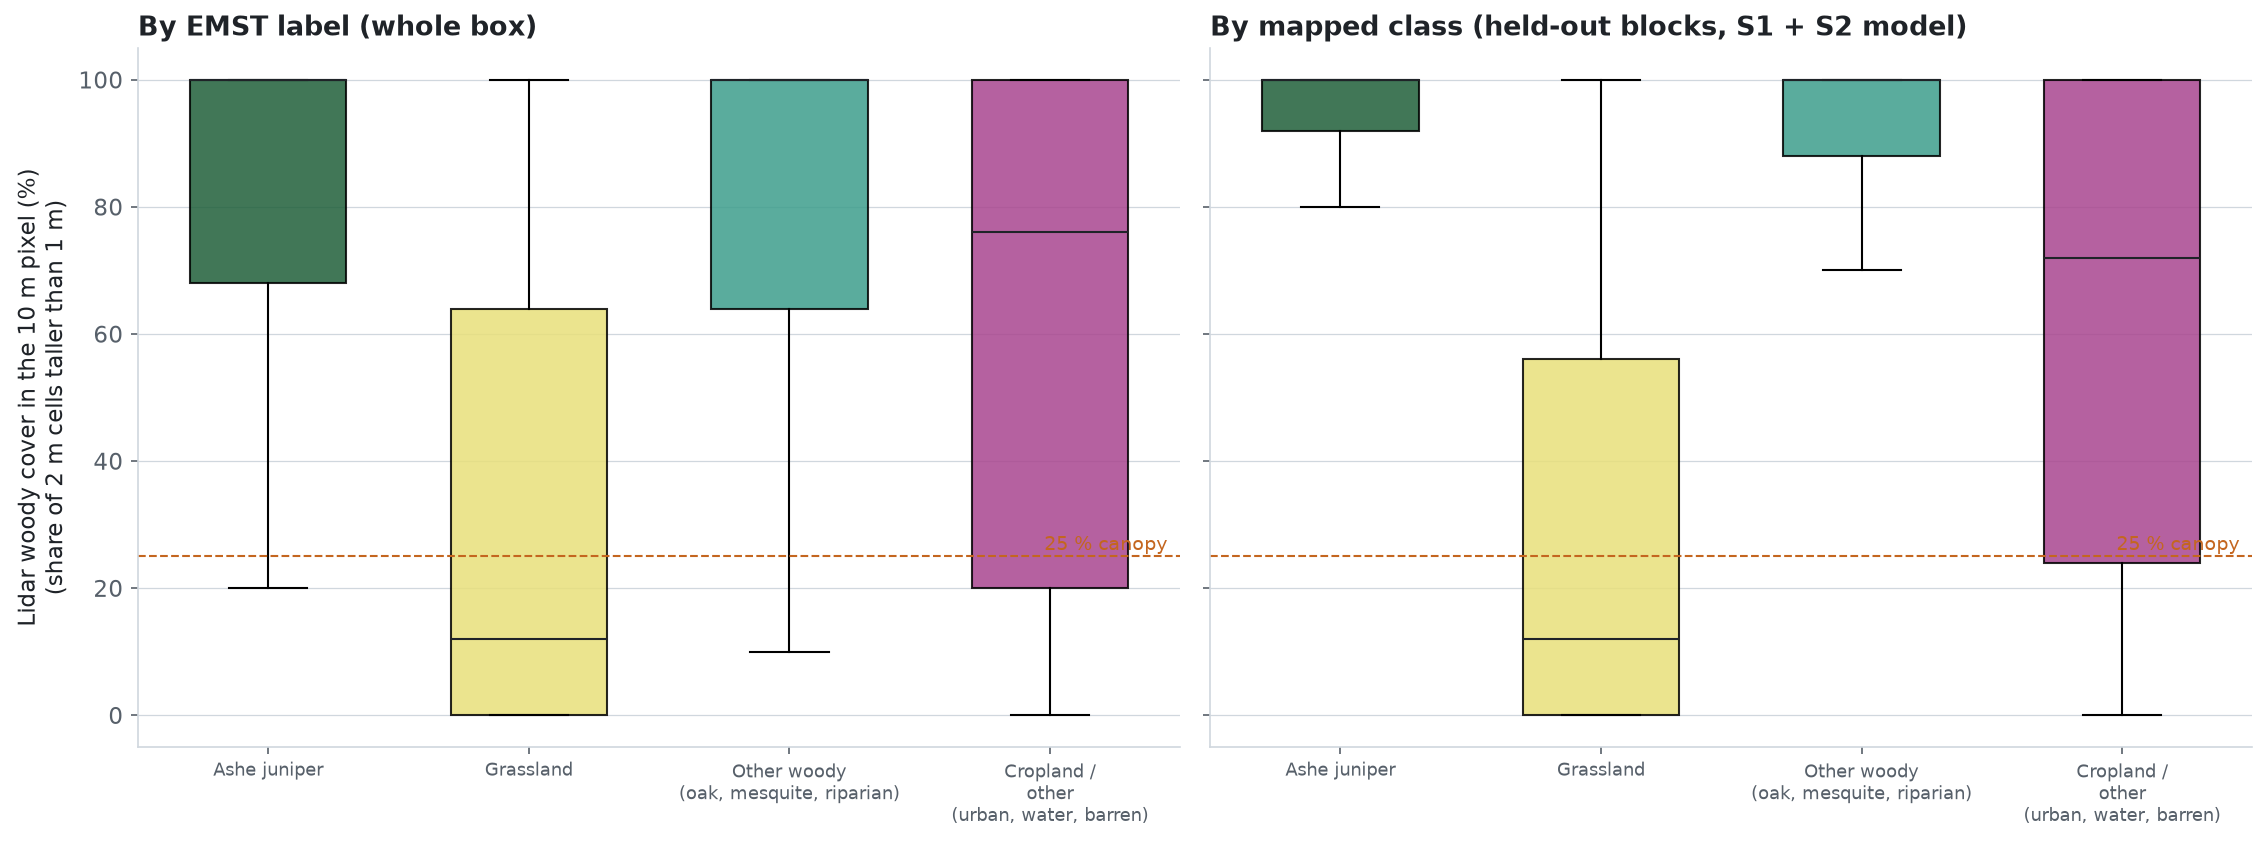 By EMST label (whole box)
By mapped class (held-out blocks, S1 + S2 model)
Lidar woody cover in the 10 m pixel (%)
(share of 2 m cells taller than 1 m)
100
80
60
40
20
0
25 % canopy
25 % canopy
Ashe juniper
Grassland
Other woody
(oak, mesquite, riparian)
Cropland /
other
(urban, water, barren)
Ashe juniper
Grassland
Other woody
(oak, mesquite, riparian)
Cropland /
other
(urban, water, barren)